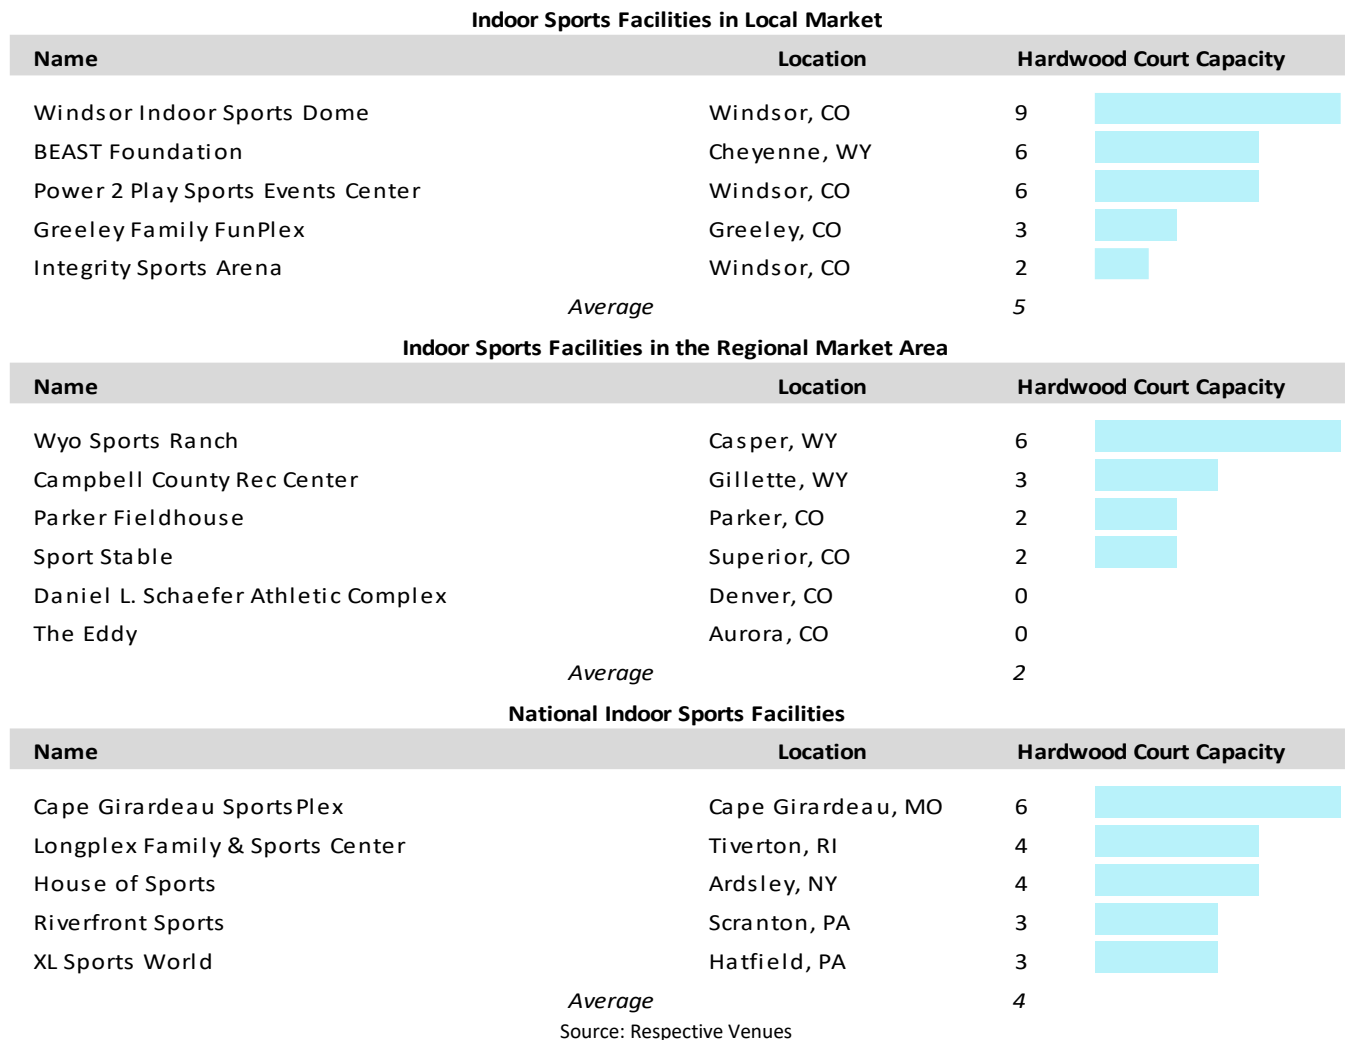 Indoor Sports Facilities in Local Market
Name Location Hardwood Court Capacity
Windsor Indoor Sports Dome Windsor, CO 9
BEAST Foundation Cheyenne, WY 6
Power 2 Play Sports Events Center Windsor, CO 6
Greeley Family FunPlex Greeley, CO 3
Integrity Sports Arena Windsor, CO 2
Average 5
Indoor Sports Facilities in the Regional Market Area
Name Location Hardwood Court Capacity
Wyo Sports Ranch Casper, WY 6
Campbell County Rec Center Gillette, WY 3
Parker Fieldhouse Parker, CO 2
Sport Stable Superior, CO 2
Daniel L. Schaefer Athletic Complex Denver, CO 0
The Eddy Aurora, CO 0
Average 2
National Indoor Sports Facilities
Name Location Hardwood Court Capacity
Cape Girardeau SportsPlex Cape Girardeau, MO 6
Longplex Family & Sports Center Tiverton, RI 4
House of Sports Ardsley, NY 4
Riverfront Sports Scranton, PA 3
XL Sports World Hatfield, PA 3
Average 4
Source: Respective Venues